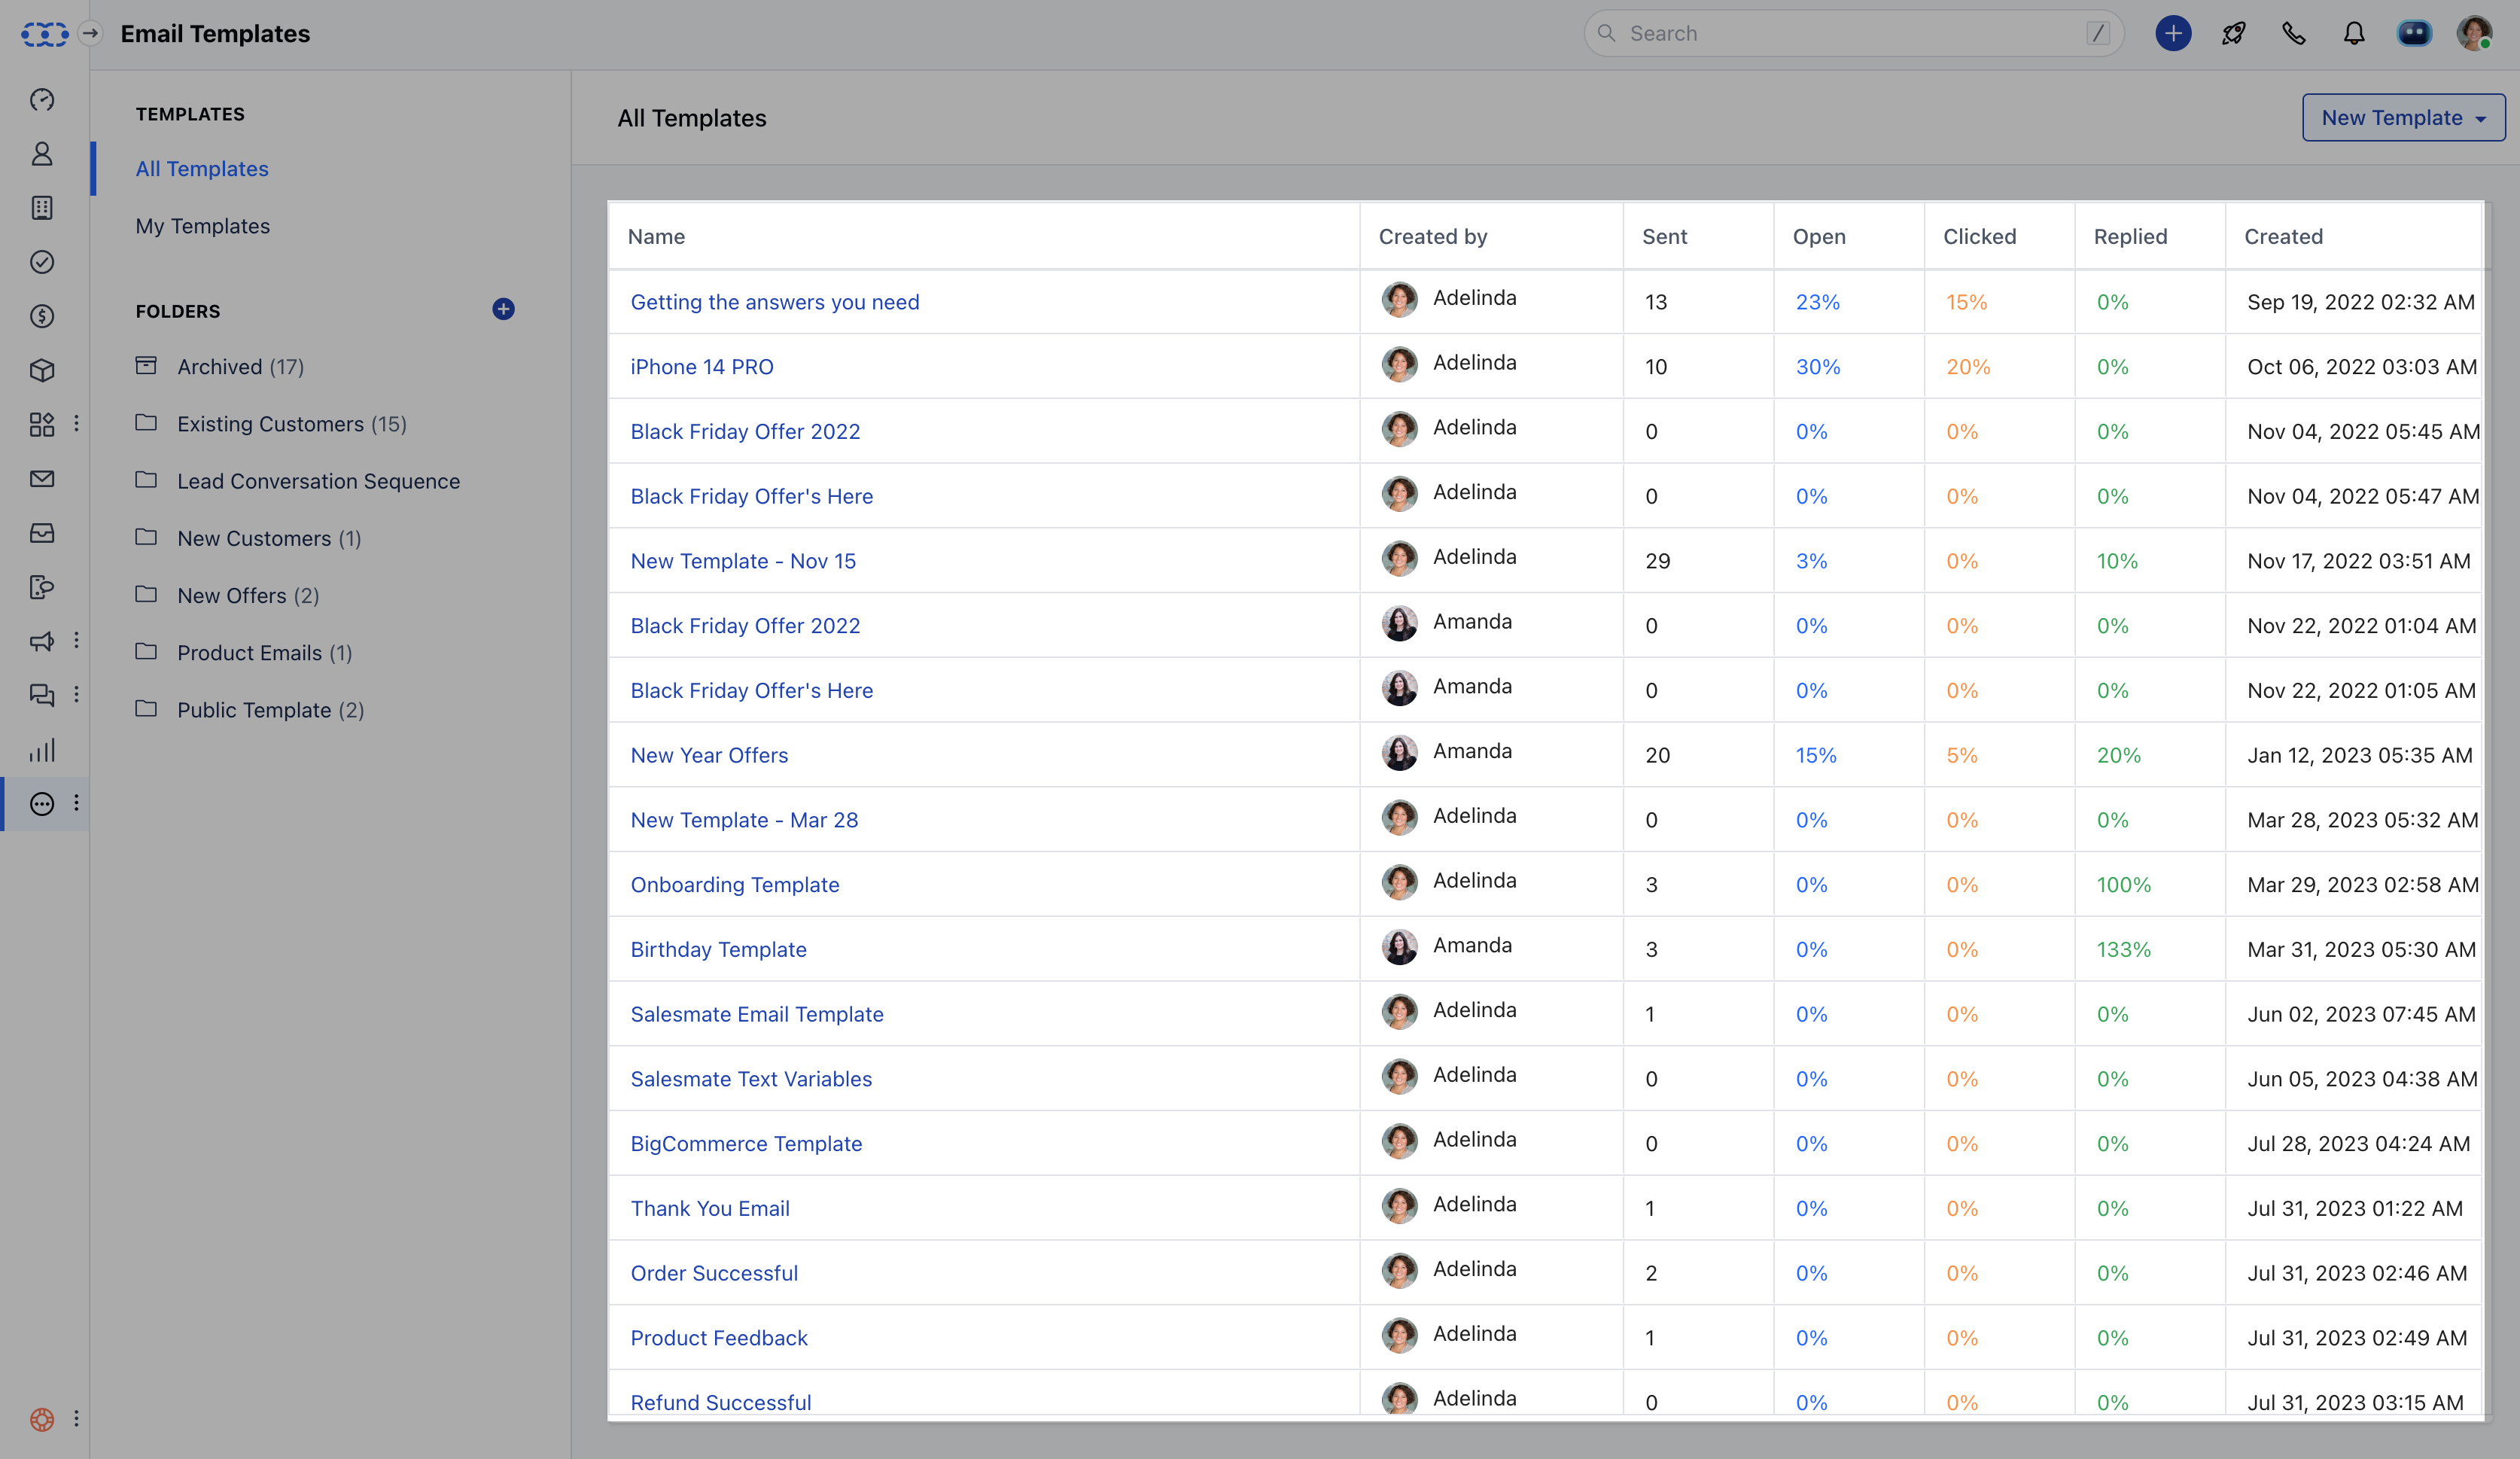 Email Templates
Search
/
TEMPLATES
All Templates
My Templates
FOLDERS
Archived (17)
Existing Customers (15)
Lead Conversation Sequence
New Customers (1)
New Offers (2)
Product Emails (1)
Public Template (2)
All Templates
New Template
Name Created by Sent Open Clicked Replied Created
Getting the answers you need Adelinda 13 23% 15% 0% Sep 19, 2022 02:32 AM
iPhone 14 PRO Adelinda 10 30% 20% 0% Oct 06, 2022 03:03 AM
Black Friday Offer 2022 Adelinda 0 0% 0% 0% Nov 04, 2022 05:45 AM
Black Friday Offer's Here Adelinda 0 0% 0% 0% Nov 04, 2022 05:47 AM
New Template - Nov 15 Adelinda 29 3% 0% 10% Nov 17, 2022 03:51 AM
Black Friday Offer 2022 Amanda 0 0% 0% 0% Nov 22, 2022 01:04 AM
Black Friday Offer's Here Amanda 0 0% 0% 0% Nov 22, 2022 01:05 AM
New Year Offers Amanda 20 15% 5% 20% Jan 12, 2023 05:35 AM
New Template - Mar 28 Adelinda 0 0% 0% 0% Mar 28, 2023 05:32 AM
Onboarding Template Adelinda 3 0% 0% 100% Mar 29, 2023 02:58 AM
Birthday Template Amanda 3 0% 0% 133% Mar 31, 2023 05:30 AM
Salesmate Email Template Adelinda 1 0% 0% 0% Jun 02, 2023 07:45 AM
Salesmate Text Variables Adelinda 0 0% 0% 0% Jun 05, 2023 04:38 AM
BigCommerce Template Adelinda 0 0% 0% 0% Jul 28, 2023 04:24 AM
Thank You Email Adelinda 1 0% 0% 0% Jul 31, 2023 01:22 AM
Order Successful Adelinda 2 0% 0% 0% Jul 31, 2023 02:46 AM
Product Feedback Adelinda 1 0% 0% 0% Jul 31, 2023 02:49 AM
Refund Successful Adelinda 0 0% 0% 0% Jul 31, 2023 03:15 AM